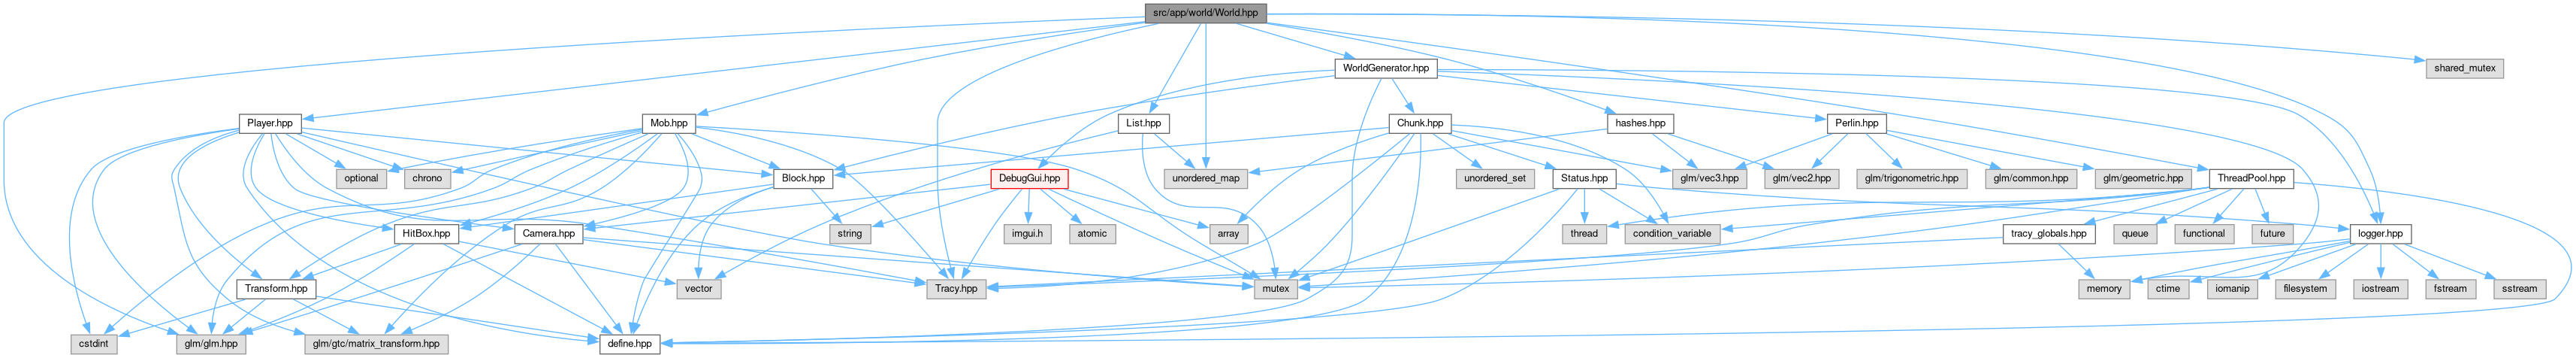 src/app/world/World.hpp
WorldGenerator.hpp
shared_mutex
Player.hpp
Mob.hpp
List.hpp
Chunk.hpp
hashes.hpp
Perlin.hpp
optional
chrono
Block.hpp
DebugGui.hpp
unordered_map
unordered_set
Status.hpp
glm/vec3.hpp
glm/vec2.hpp
glm/trigonometric.hpp
glm/common.hpp
glm/geometric.hpp
ThreadPool.hpp
HitBox.hpp
Camera.hpp
string
imgui.h
atomic
array
thread
condition_variable
tracy_globals.hpp
queue
functional
future
logger.hpp
Transform.hpp
vector
Tracy.hpp
mutex
memory
ctime
iomanip
filesystem
iostream
fstream
sstream
cstdint
glm/glm.hpp
glm/gtc/matrix_transform.hpp
define.hpp